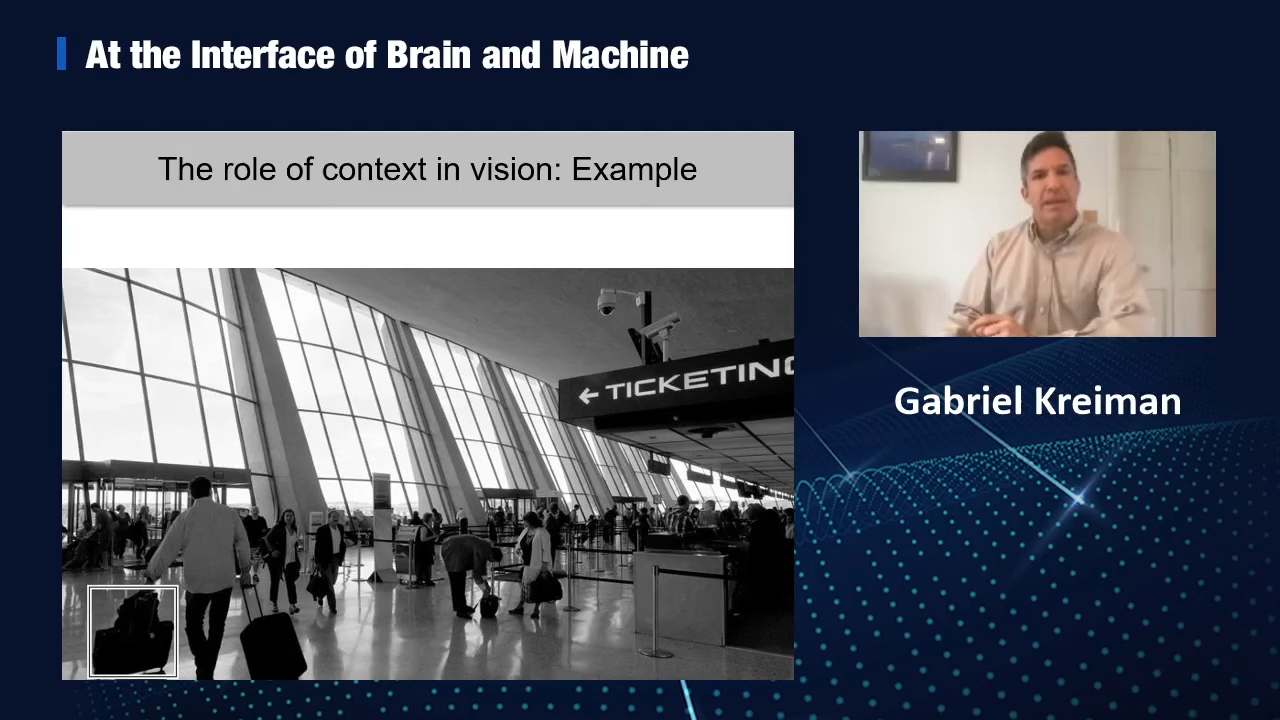 At the Interface of Brain and Machine
The role of context in vision: Example
← TICKETING
Gabriel Kreiman